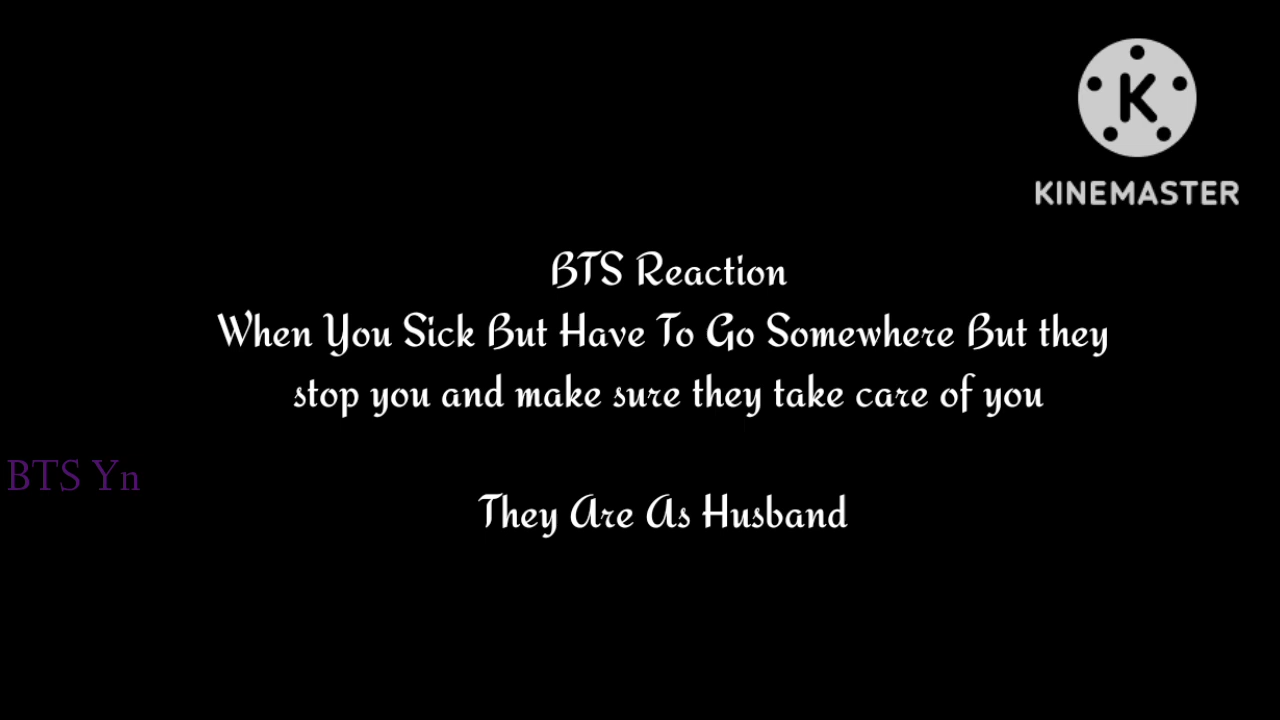 K
KINEMASTER
BTS Reaction
When You Sick But Have To Go Somewhere But they
stop you and make sure they take care of you
BTS Yn
They Are As Husband